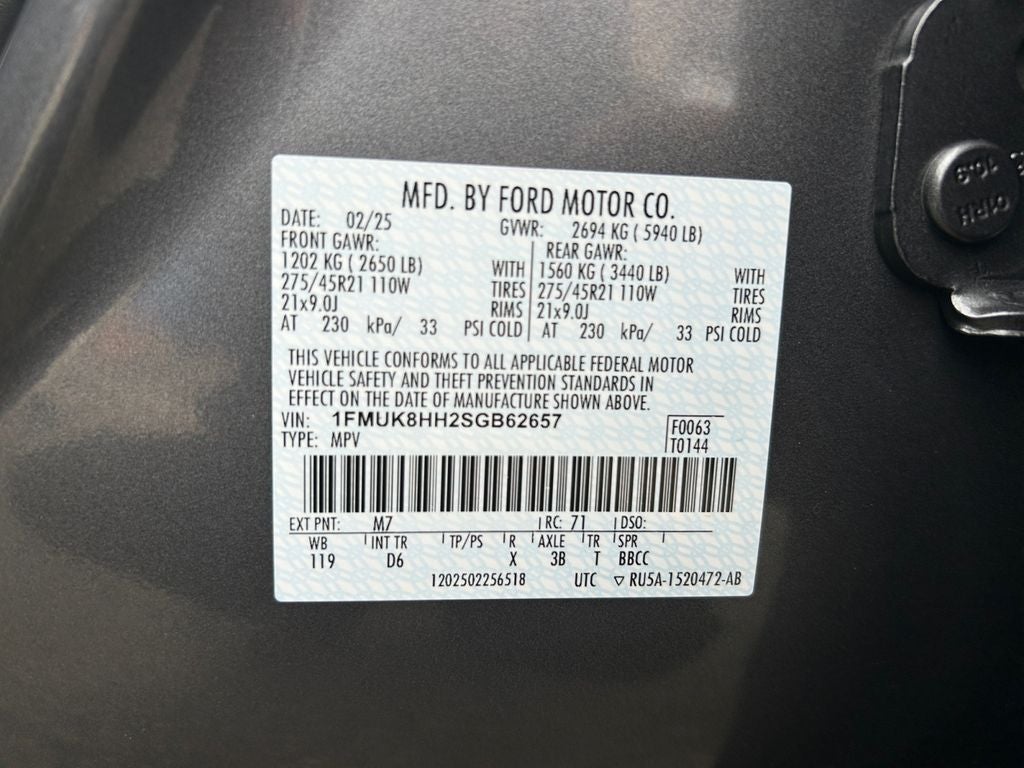 MFD. BY FORD MOTOR CO.
DATE: 02/25 GVWR: 2694 KG ( 5940 LB)
FRONT GAWR: REAR GAWR:
1202 KG ( 2650 LB) WITH 1560 KG ( 3440 LB) WITH
275/45R21 110W TIRES 275/45R21 110W TIRES
21x9.0J RIMS 21x9.0J RIMS
AT 230 kPa/ 33 PSI COLD AT 230 kPa/ 33 PSI COLD
THIS VEHICLE CONFORMS TO ALL APPLICABLE FEDERAL MOTOR
VEHICLE SAFETY AND THEFT PREVENTION STANDARDS IN
EFFECT ON THE DATE OF MANUFACTURE SHOWN ABOVE.
VIN: 1FMUK8HH2SGB62657 F0063
TYPE: MPV T0144
EXT PNT: M7 RC: 71 DSO:
WB INT TR TP/PS R AXLE TR SPR
119 D6 X 3B T BBCC
1202502256518 UTC ▽ RU5A-1520472-AB
10.9